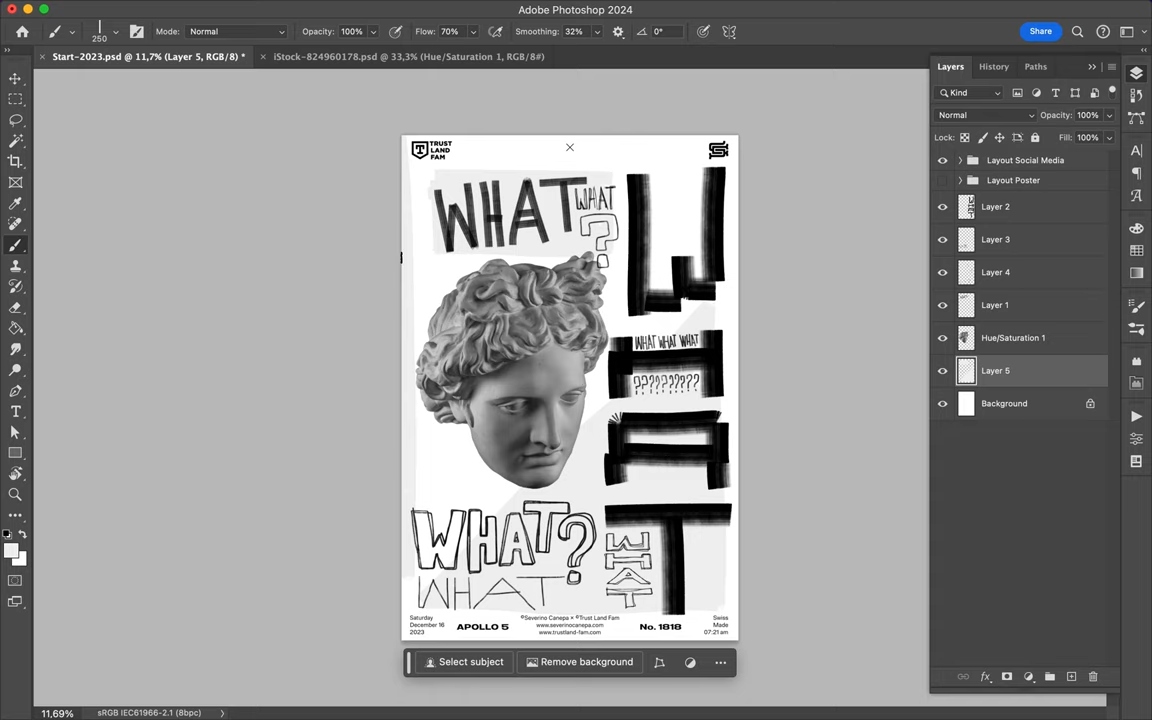 Adobe Photoshop 2024
250
Mode: Normal
Opacity: 100%
Flow: 70%
Smoothing: 32%
0°
Share
Start-2023.psd @ 11,7% (Layer 5, RGB/8) *
iStock-824960178.psd @ 33,3% (Hue/Saturation 1, RGB/8#)
Layers
History
Paths
Kind
Normal
Opacity: 100%
Lock:
Fill: 100%
Layout Social Media
Layout Poster
Layer 2
Layer 3
Layer 4
Layer 1
Hue/Saturation 1
Layer 5
Background
TRUST
LAND
FAM
WHAT
WHAT
?
WHAT
WHAT WHAT WHAT
?????????
WHAT?
WHAT
WHAT
Saturday
December 16
2023
APOLLO 5
©Severino Canepa × ©Trust Land Fam
www.severinocanepa.com
www.trustland-fam.com
No. 1818
Swiss
Made
07:21 am
Select subject
Remove background
11,69%
sRGB IEC61966-2.1 (8bpc)